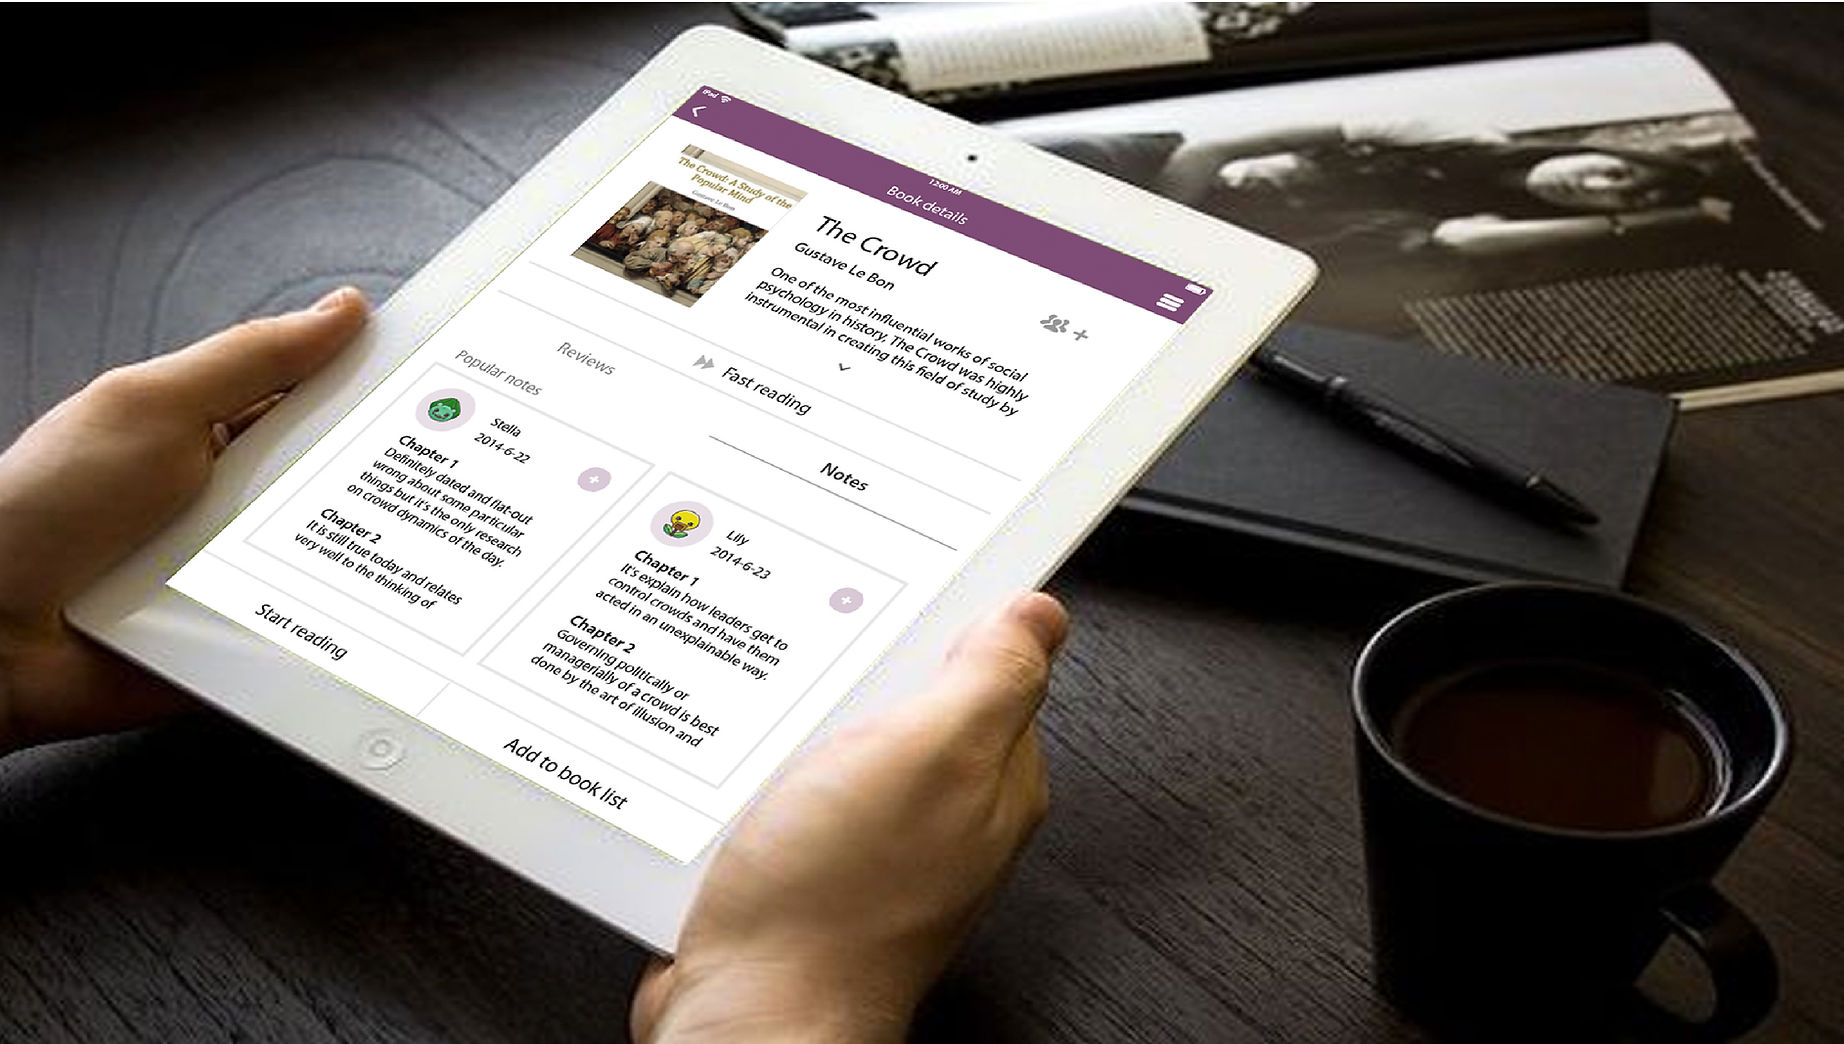 iPad
12:00 AM
Book details
The Crowd: A Study of the
Popular Mind
Gustave Le Bon
The Crowd
Gustave Le Bon
One of the most influential works of social
psychology in history, The Crowd was highly
instrumental in creating this field of study by
Fast reading
Reviews
Notes
Popular notes
Stella
2014-6-22
Chapter 1
Definitely dated and flat-out
wrong about some particular
things but it's the only research
on crowd dynamics of the day.
Chapter 2
It is still true today and relates
very well to the thinking of
Lily
2014-6-23
Chapter 1
It's explain how leaders get to
control crowds and have them
acted in an unexplainable way.
Chapter 2
Governing politically or
managerially of a crowd is best
done by the art of illusion and
Start reading
Add to book list